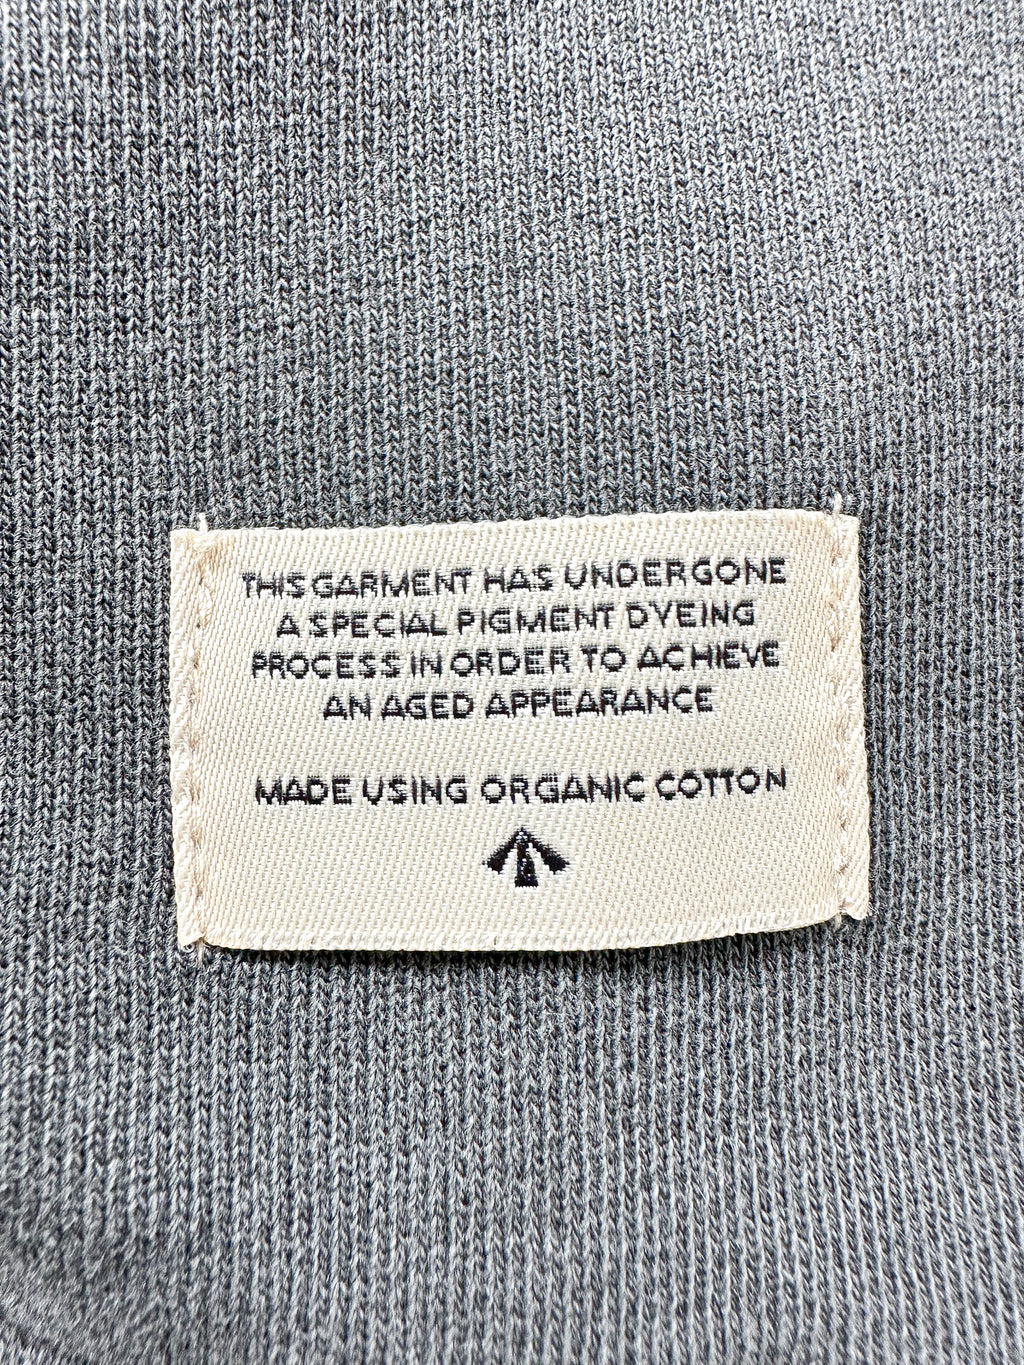 THIS GARMENT HAS UNDERGONE
A SPECIAL PIGMENT DYEING
PROCESS IN ORDER TO ACHIEVE
AN AGED APPEARANCE
MADE USING ORGANIC COTTON